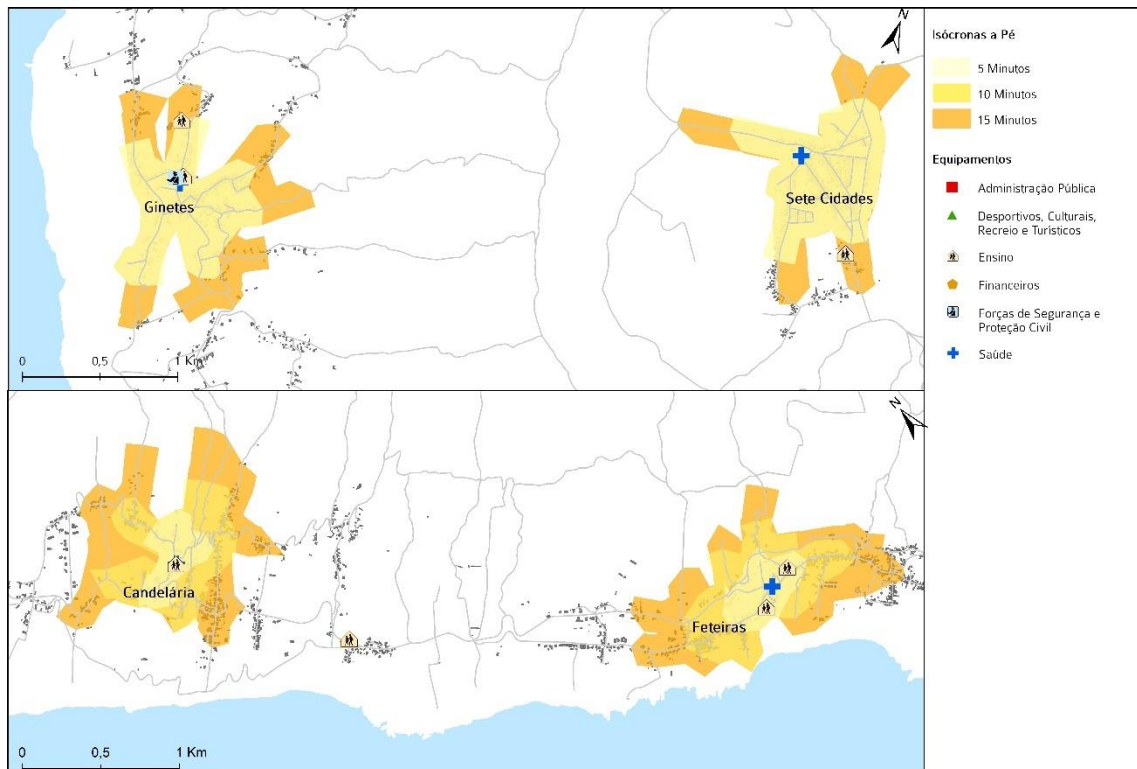 N
Ginetes
Sete Cidades
0
0,5
1 Km
N
Candelária
Feteiras
0
0,5
1 Km
Isócronas a Pé
5 Minutos
10 Minutos
15 Minutos
Equipamentos
Administração Pública
Desportivos, Culturais,
Recreio e Turísticos
Ensino
Financeiros
Forças de Segurança e
Proteção Civil
Saúde